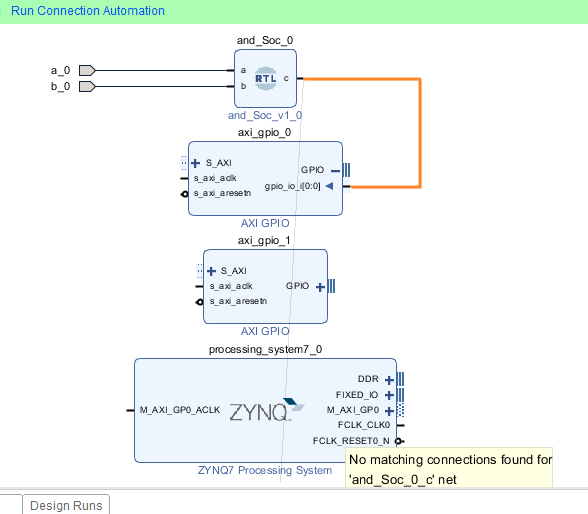 Run Connection Automation
and_Soc_0
a_0
b_0
a
b
RTL
c
and_Soc_v1_0
axi_gpio_0
S_AXI
s_axi_aclk
s_axi_aresetn
GPIO
gpio_io_i[0:0]
AXI GPIO
axi_gpio_1
S_AXI
s_axi_aclk
s_axi_aresetn
GPIO
AXI GPIO
processing_system7_0
M_AXI_GP0_ACLK
ZYNQ
DDR
FIXED_IO
M_AXI_GP0
FCLK_CLK0
FCLK_RESET0_N
ZYNQ7 Processing System
No matching connections found for
'and_Soc_0_c' net
Design Runs